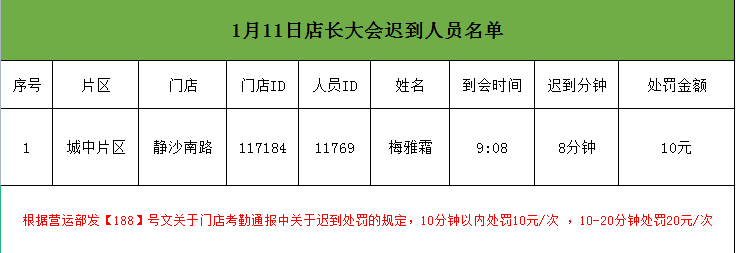 1月11日店长大会迟到人员名单
序号 片区 门店 门店ID 人员ID 姓名 到会时间 迟到分钟 处罚金额
1 城中片区 静沙南路 117184 11769 梅雅霜 9:08 8分钟 10元
根据营运部发【188】号文关于门店考勤通报中关于迟到处罚的规定，10分钟以内处罚10元/次 ，10-20分钟处罚20元/次